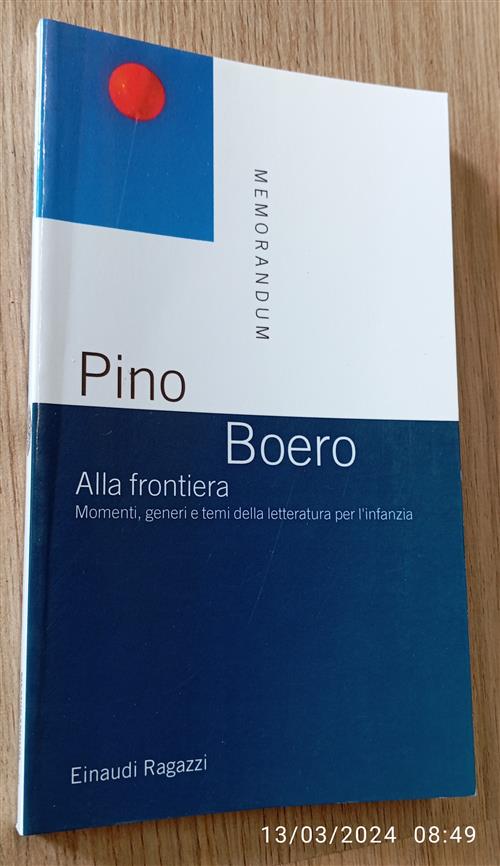 MEMORANDUM
Pino
Boero
Alla frontiera
Momenti, generi e temi della letteratura per l'infanzia
Einaudi Ragazzi
13/03/2024 08:49